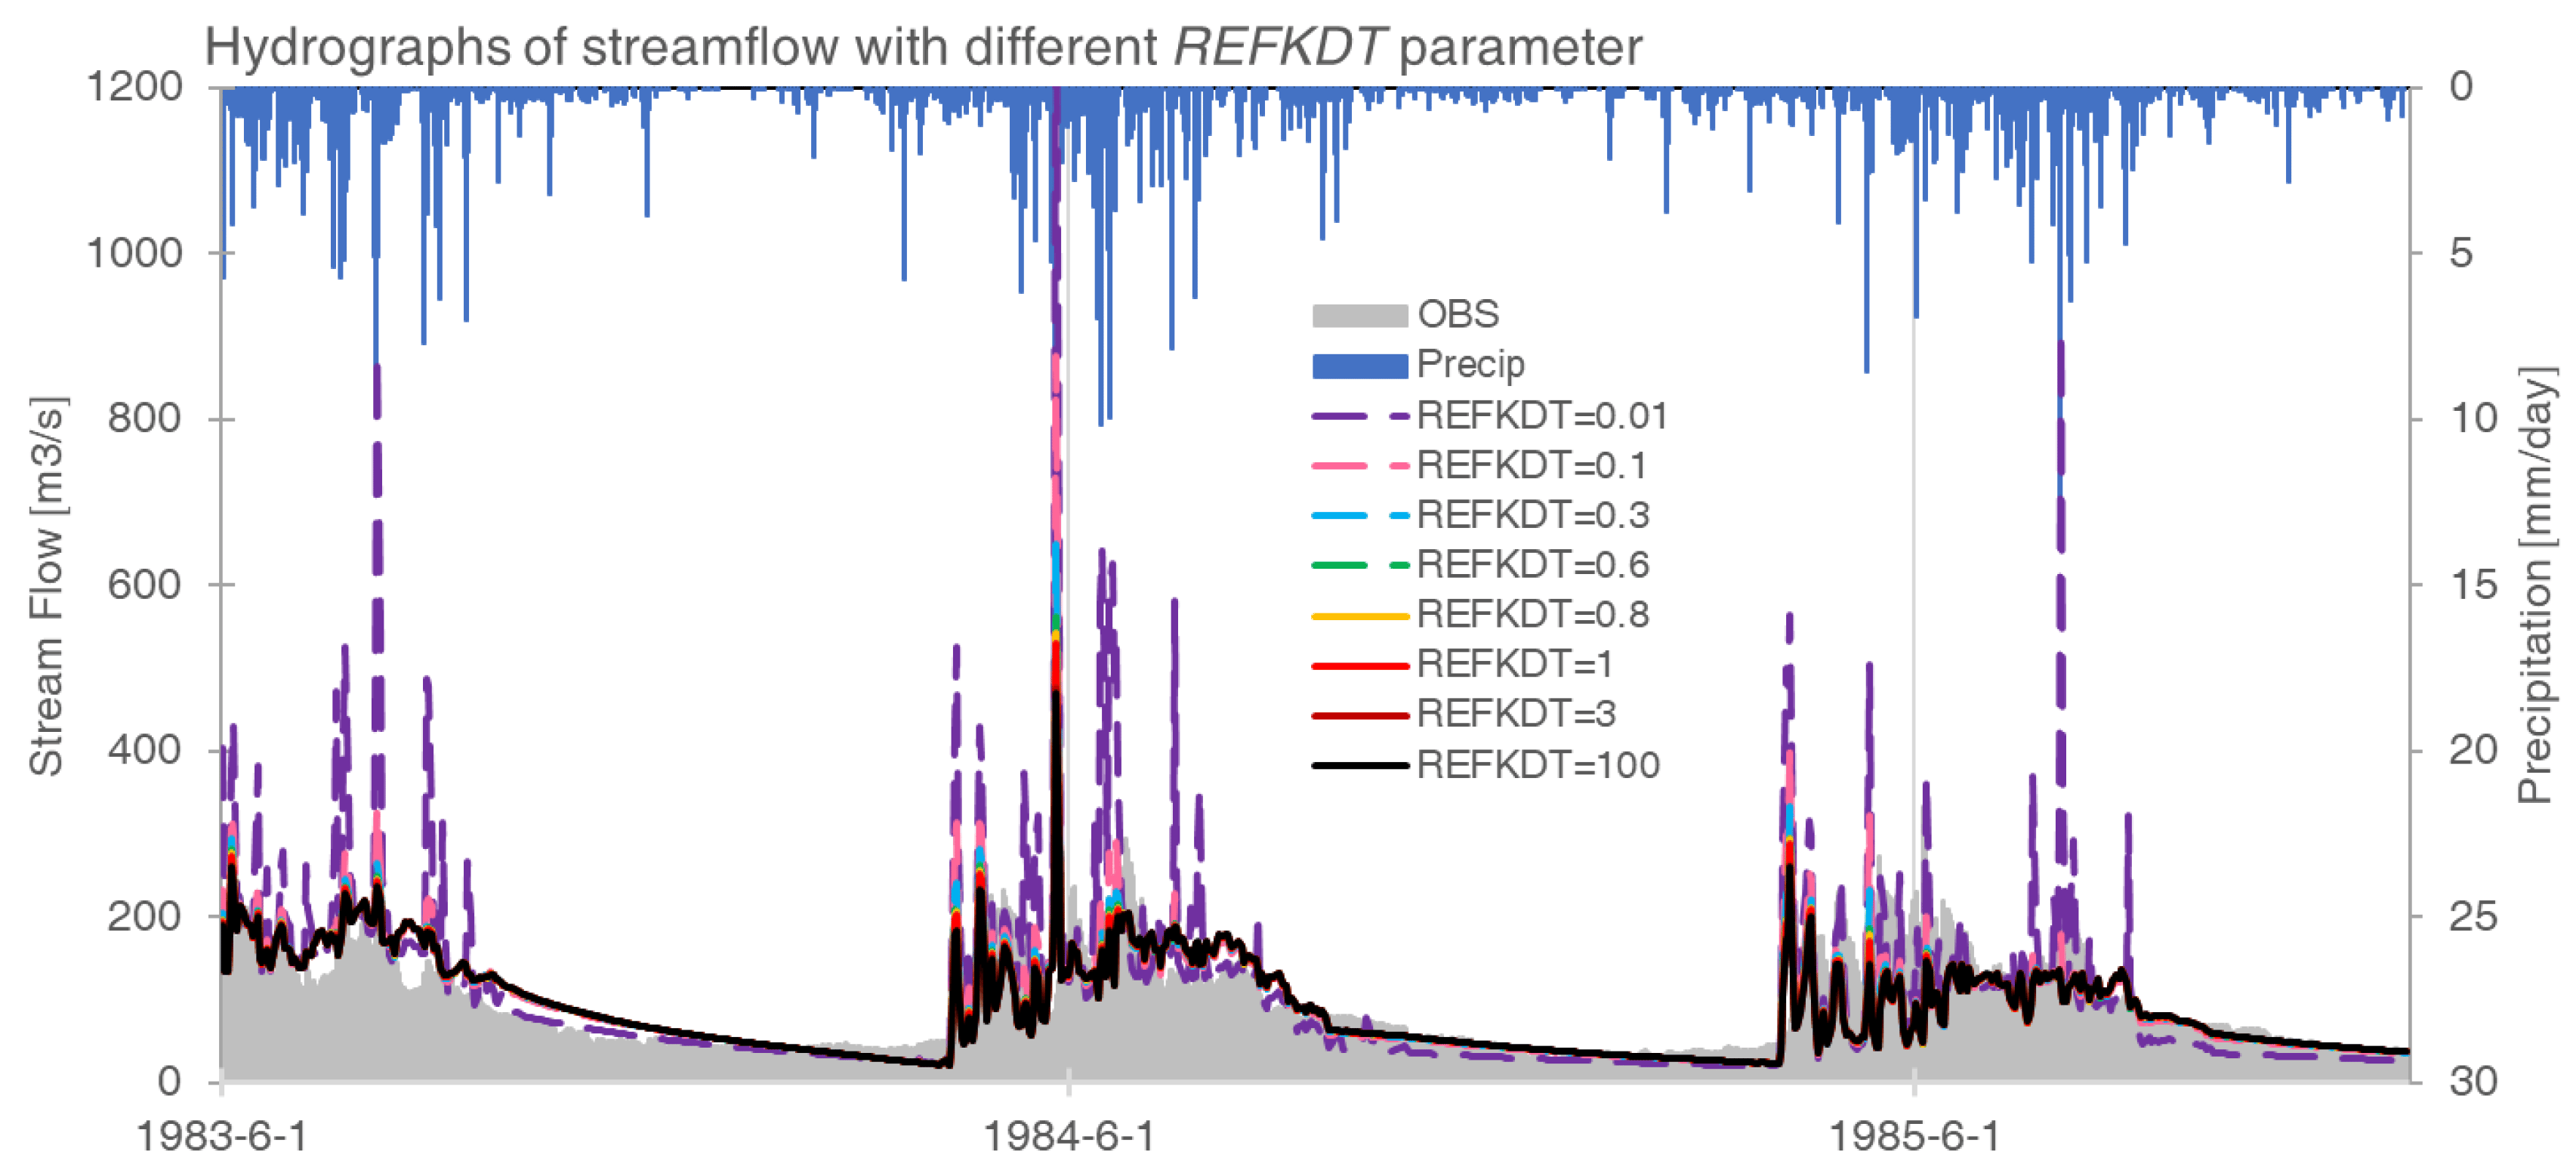 Hydrographs of streamflow with different REFKDT parameter
1200
1000
800
600
400
200
0
Stream Flow [m3/s]
0
5
10
15
20
25
30
Precipitation [mm/day]
OBS
Precip
REFKDT=0.01
REFKDT=0.1
REFKDT=0.3
REFKDT=0.6
REFKDT=0.8
REFKDT=1
REFKDT=3
REFKDT=100
1983-6-1
1984-6-1
1985-6-1